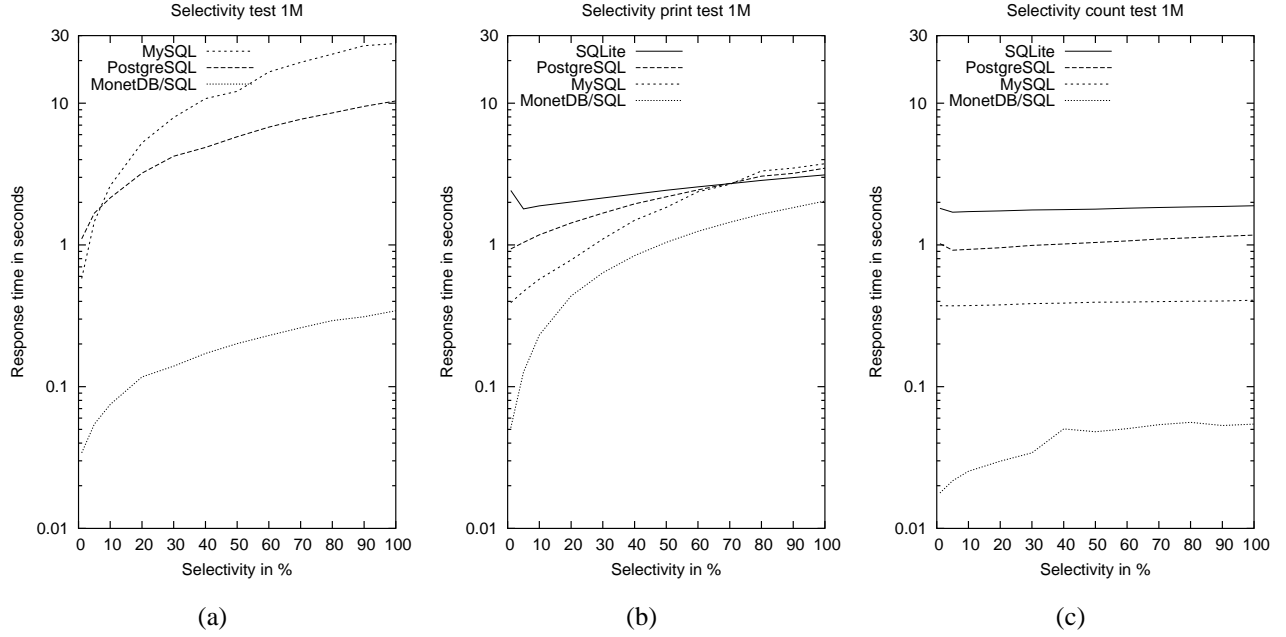 Selectivity test 1M
Response time in seconds
30
10
1
0.1
0.01
MySQL
PostgreSQL
MonetDB/SQL
0 10 20 30 40 50 60 70 80 90 100
Selectivity in %
(a)
Selectivity print test 1M
Response time in seconds
30
10
1
0.1
0.01
SQLite
PostgreSQL
MySQL
MonetDB/SQL
0 10 20 30 40 50 60 70 80 90 100
Selectivity in %
(b)
Selectivity count test 1M
Response time in seconds
30
10
1
0.1
0.01
SQLite
PostgreSQL
MySQL
MonetDB/SQL
0 10 20 30 40 50 60 70 80 90 100
Selectivity in %
(c)